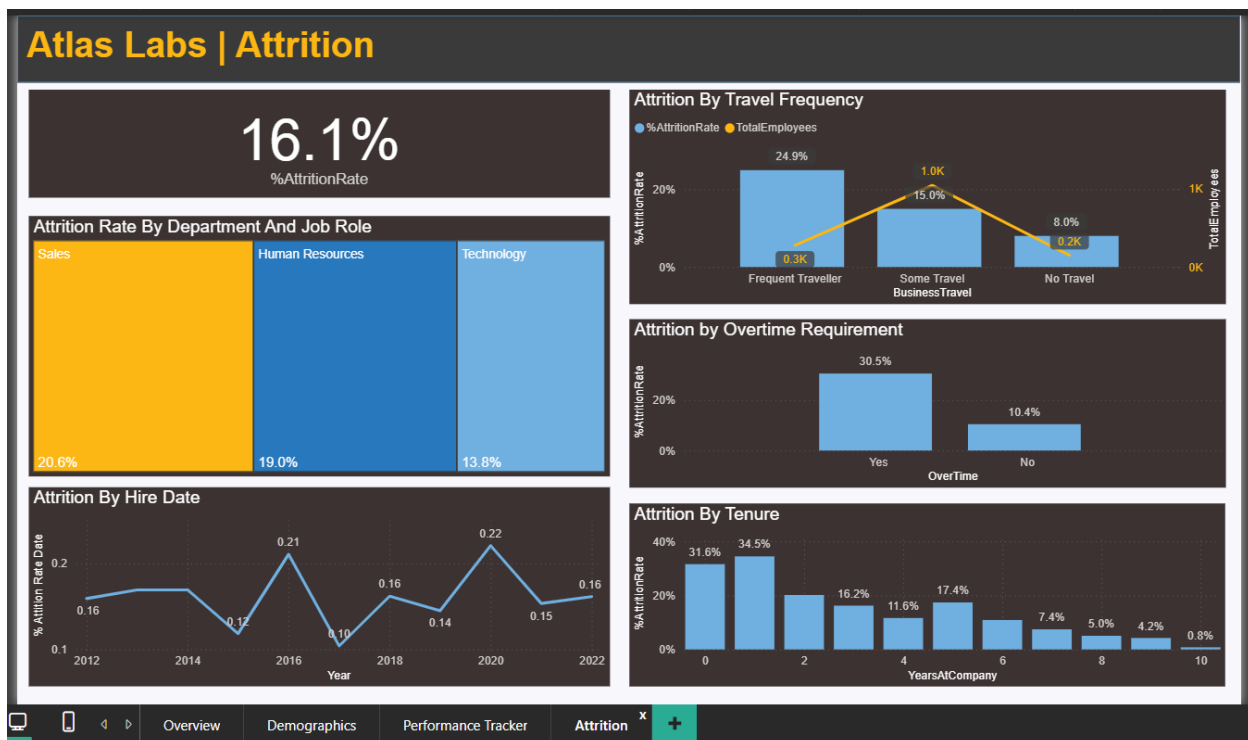 Atlas Labs | Attrition
16.1%
%AttritionRate
Attrition Rate By Department And Job Role
Sales
Human Resources
Technology
20.6%
19.0%
13.8%
Attrition By Hire Date
% Attition Rate Date
0.2
0.1
0.16
0.12
0.21
0.10
0.16
0.14
0.22
0.15
0.16
2012
2014
2016
2018
2020
2022
Year
Attrition By Travel Frequency
%AttritionRate
TotalEmployees
%AttritionRate
20%
0%
24.9%
1.0K
15.0%
8.0%
0.2K
0.3K
1K
0K
TotalEmployees
Frequent Traveller
Some Travel
No Travel
BusinessTravel
Attrition by Overtime Requirement
%AttritionRate
20%
0%
30.5%
10.4%
Yes
No
OverTime
Attrition By Tenure
%AttritionRate
40%
20%
0%
31.6%
34.5%
16.2%
11.6%
17.4%
7.4%
5.0%
4.2%
0.8%
0
2
4
6
8
10
YearsAtCompany
Overview
Demographics
Performance Tracker
Attrition
x
+